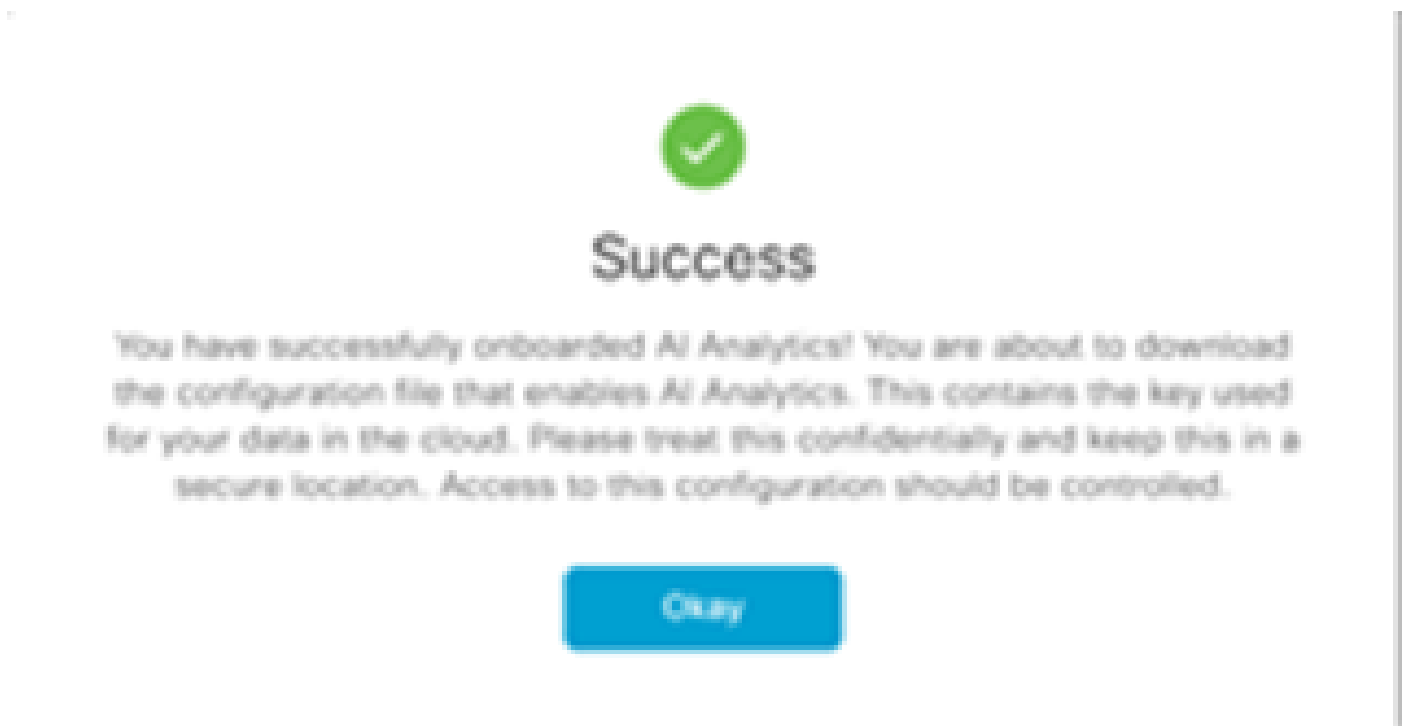 Success
You have successfully onboarded AI Analytics! You are about to download
the configuration file that enables AI Analytics. This contains the key used
for your data in the cloud. Please treat this confidentially and keep this in a
secure location. Access to this configuration should be controlled.
Okay